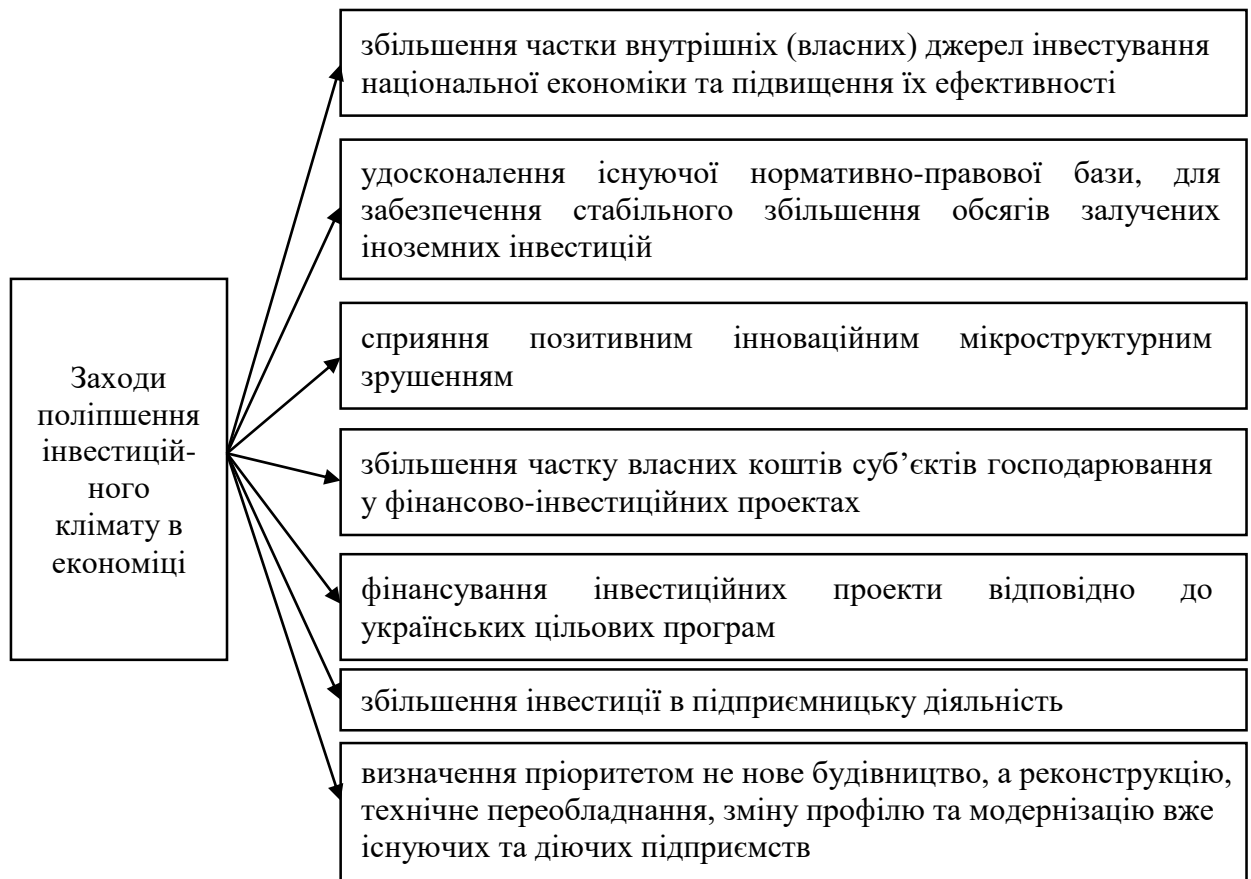 збільшення частки внутрішніх (власних) джерел інвестування
національної економіки та підвищення їх ефективності
удосконалення існуючої нормативно-правової бази, для
забезпечення стабільного збільшення обсягів залучених
іноземних інвестицій
сприяння позитивним інноваційним мікроструктурним
зрушенням
Заходи
поліпшення
інвестицій-
ного
клімату в
економіці
збільшення частку власних коштів суб’єктів господарювання
у фінансово-інвестиційних проектах
фінансування інвестиційних проекти відповідно до
українських цільових програм
збільшення інвестиції в підприємницьку діяльність
визначення пріоритетом не нове будівництво, а реконструкцію,
технічне переобладнання, зміну профілю та модернізацію вже
існуючих та діючих підприємств